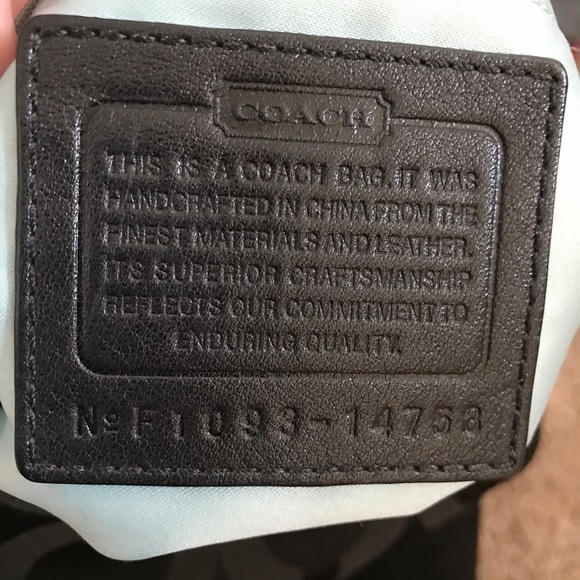 COACH
THIS IS A COACH BAG. IT WAS
HANDCRAFTED IN CHINA FROM THE
FINEST MATERIALS AND LEATHER.
ITS SUPERIOR CRAFTSMANSHIP
REFLECTS OUR COMMITMENT TO
ENDURING QUALITY.
Nº F1093-14753